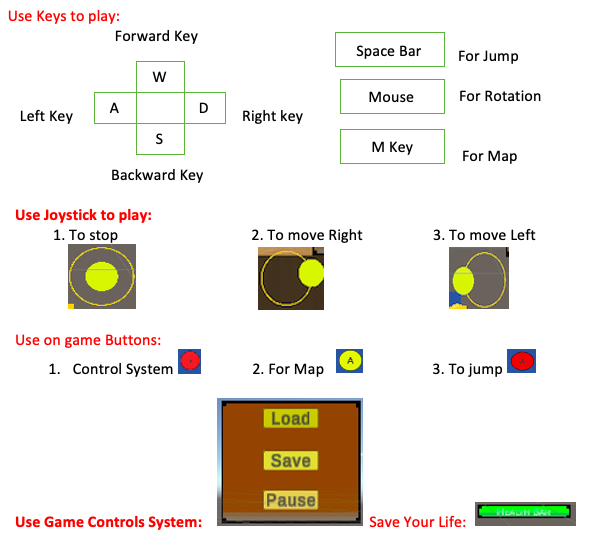 Use Keys to play:
Forward Key
W
A
D
S
Left Key
Right key
Backward Key
Space Bar
For Jump
Mouse
For Rotation
M Key
For Map
Use Joystick to play:
1. To stop
2. To move Right
3. To move Left
Use on game Buttons:
1. Control System
2. For Map
A
3. To jump
Load
Save
Pause
Use Game Controls System:
Save Your Life:
HEALTH BAR